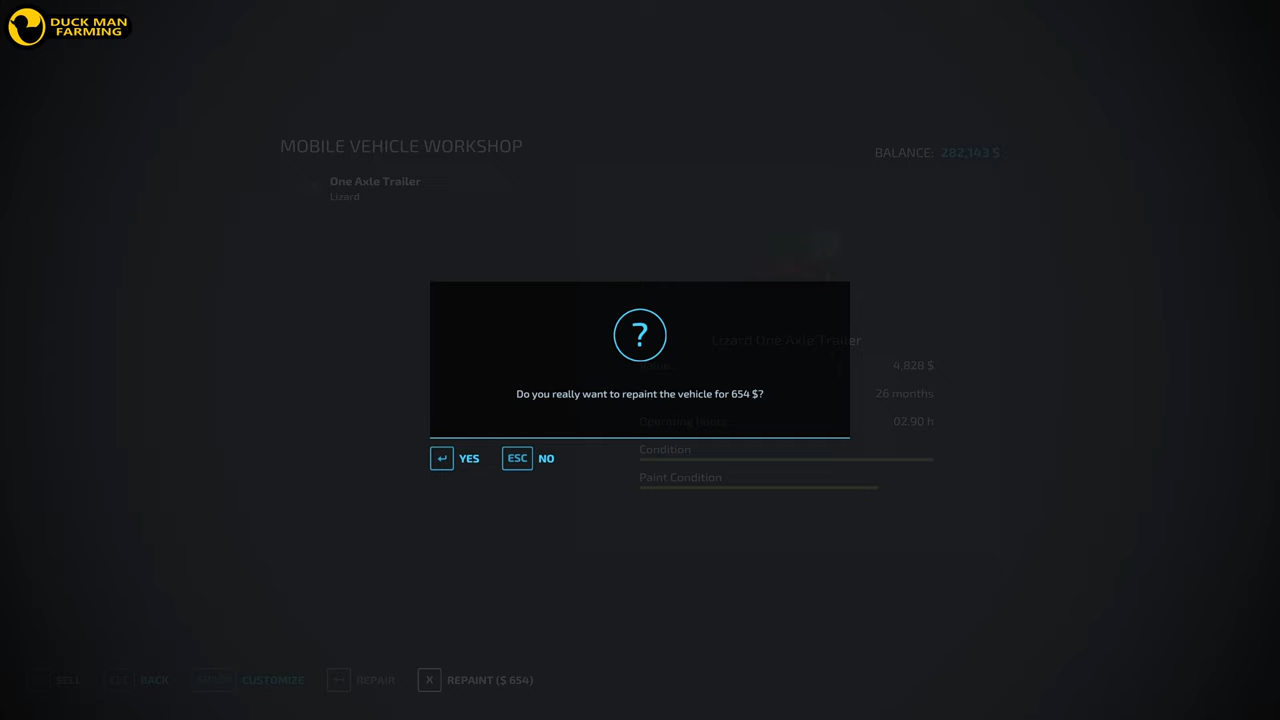 DUCK MAN
FARMING
MOBILE VEHICLE WORKSHOP
BALANCE: 282,143 $
One Axle Trailer
Lizard
?
Lizard One Axle Trailer
4,828 $
Do you really want to repaint the vehicle for 654 $?
26 months
Operating hours
02.90 h
Condition
YES
ESC NO
Paint Condition
SELL
BACK
CUSTOMIZE
REPAIR
X REPAINT ($ 654)